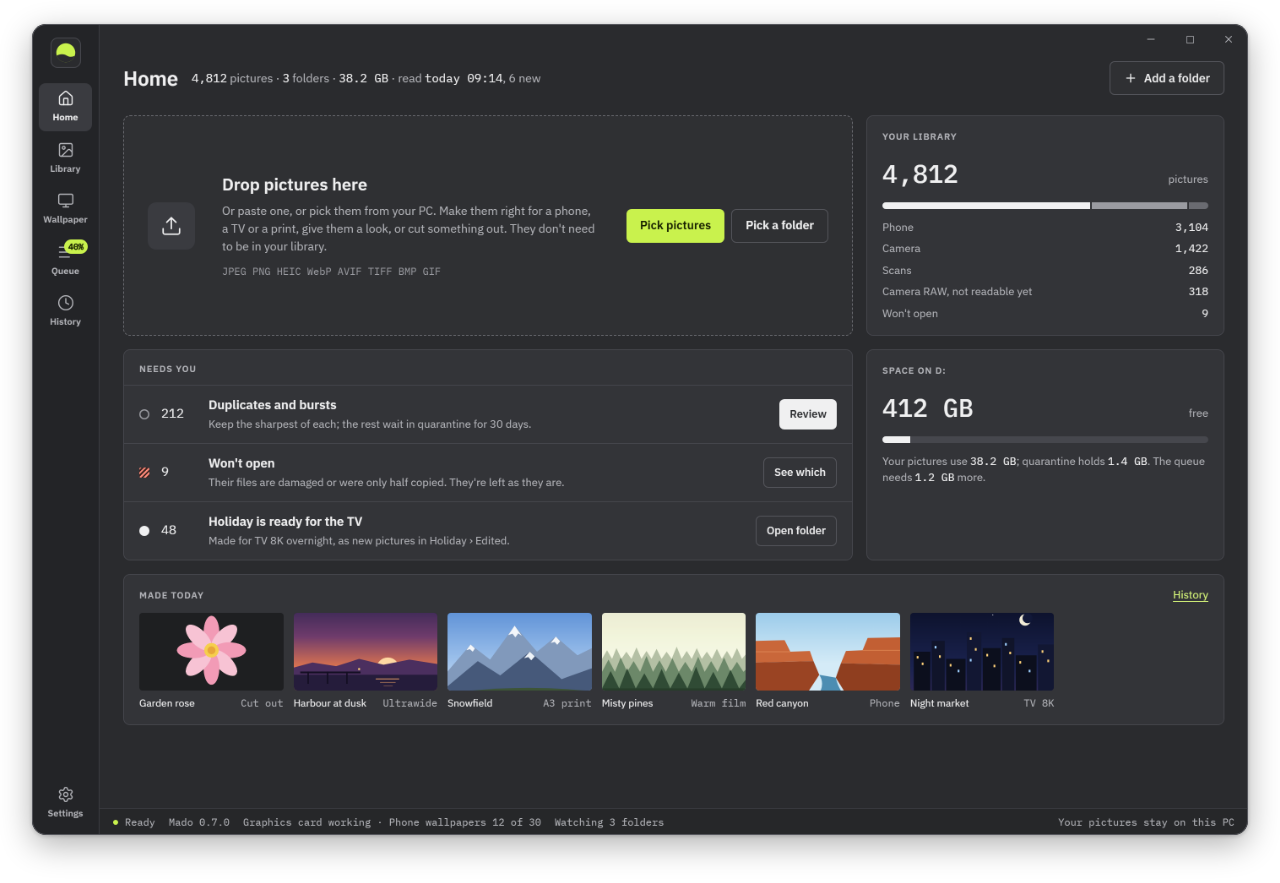 Home
4,812 pictures · 3 folders · 38.2 GB · read today 09:14, 6 new
+ Add a folder
Home
Library
Wallpaper
40%
Queue
History
Settings
Drop pictures here
Or paste one, or pick them from your PC. Make them right for a phone,
a TV or a print, give them a look, or cut something out. They don't need
to be in your library.
JPEG PNG HEIC WebP AVIF TIFF BMP GIF
Pick pictures
Pick a folder
YOUR LIBRARY
4,812 pictures
Phone 3,104
Camera 1,422
Scans 286
Camera RAW, not readable yet 318
Won't open 9
NEEDS YOU
212 Duplicates and bursts
Keep the sharpest of each; the rest wait in quarantine for 30 days.
Review
9 Won't open
Their files are damaged or were only half copied. They're left as they are.
See which
48 Holiday is ready for the TV
Made for TV 8K overnight, as new pictures in Holiday › Edited.
Open folder
SPACE ON D:
412 GB free
Your pictures use 38.2 GB; quarantine holds 1.4 GB. The queue
needs 1.2 GB more.
MADE TODAY
History
Garden rose Cut out
Harbour at dusk Ultrawide
Snowfield A3 print
Misty pines Warm film
Red canyon Phone
Night market TV 8K
Ready Mado 0.7.0 Graphics card working · Phone wallpapers 12 of 30 Watching 3 folders
Your pictures stay on this PC